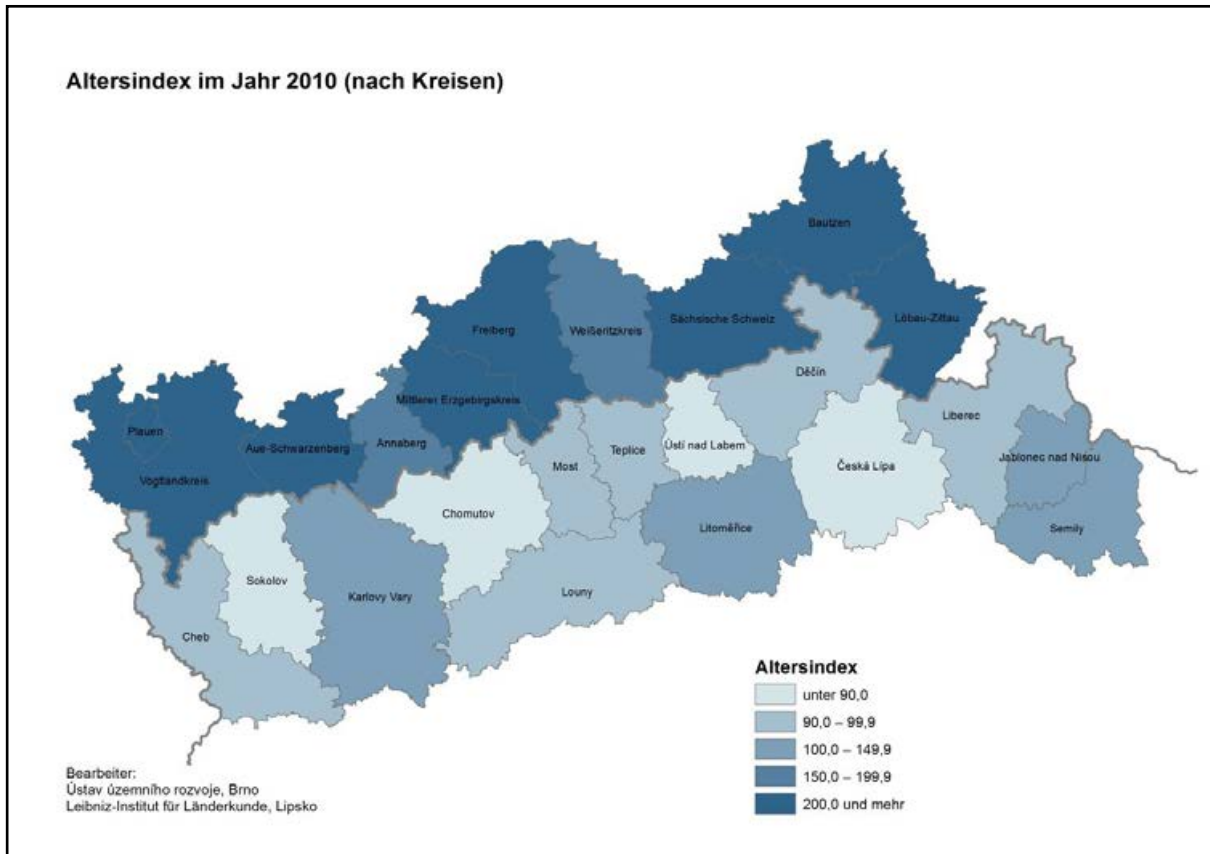 Altersindex im Jahr 2010 (nach Kreisen)
Bautzen
Löbau-Zittau
Sächsische Schweiz
Freiberg
Weißeritzkreis
Děčín
Mittlerer Erzgebirgskreis
Liberec
Plauen
Aue-Schwarzenberg
Annaberg
Teplice
Ústí nad Labem
Most
Česká Lípa
Jablonec nad Nisou
Vogtlandkreis
Chomutov
Litoměřice
Semily
Sokolov
Karlovy Vary
Louny
Cheb
Altersindex
unter 90,0
90,0 – 99,9
100,0 – 149,9
150,0 – 199,9
200,0 und mehr
Bearbeiter:
Ústav územního rozvoje, Brno
Leibniz-Institut für Länderkunde, Lipsko